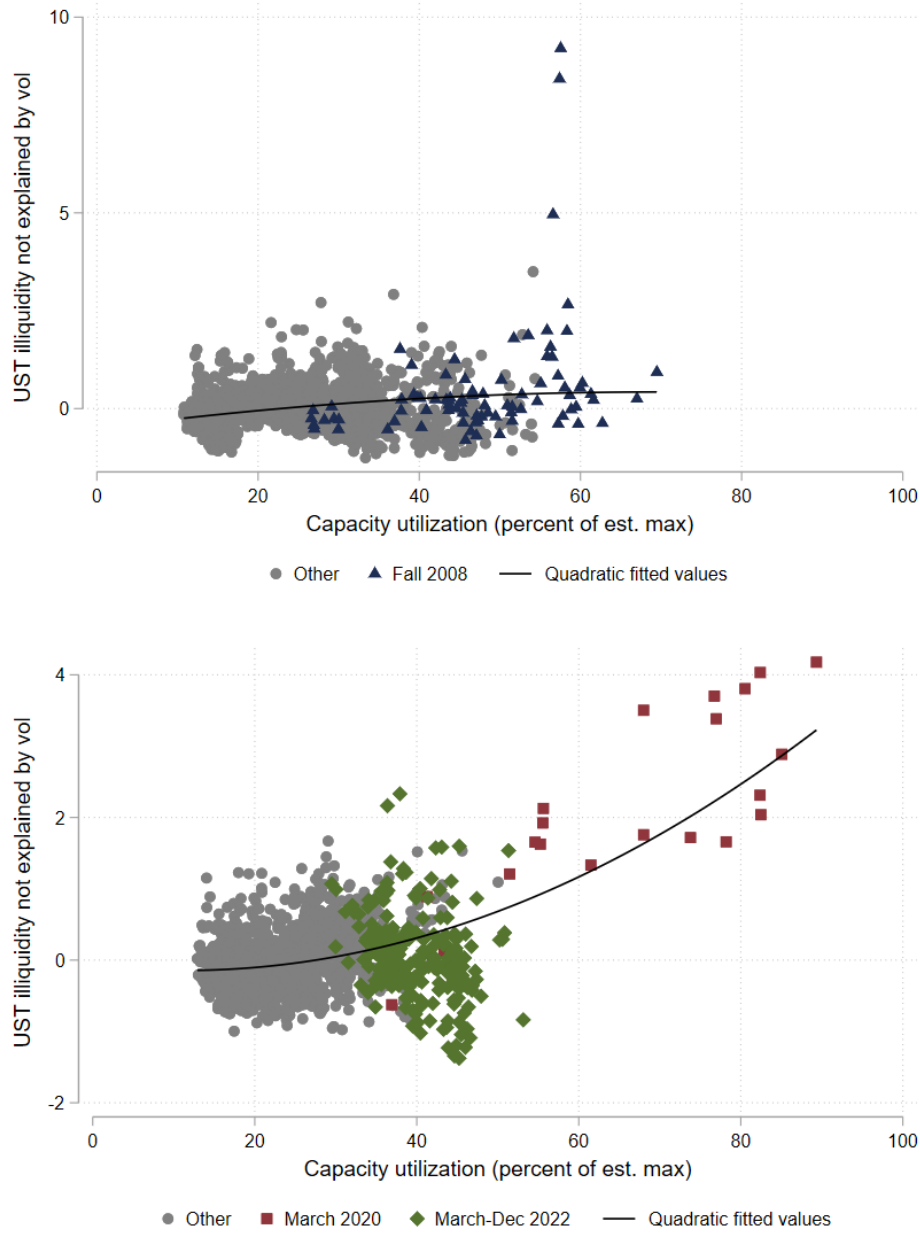 10
5
0
UST illiquidity not explained by vol
0 20 40 60 80 100
Capacity utilization (percent of est. max)
Other Fall 2008 Quadratic fitted values
4
2
0
-2
UST illiquidity not explained by vol
0 20 40 60 80 100
Capacity utilization (percent of est. max)
Other March 2020 March-Dec 2022 Quadratic fitted values